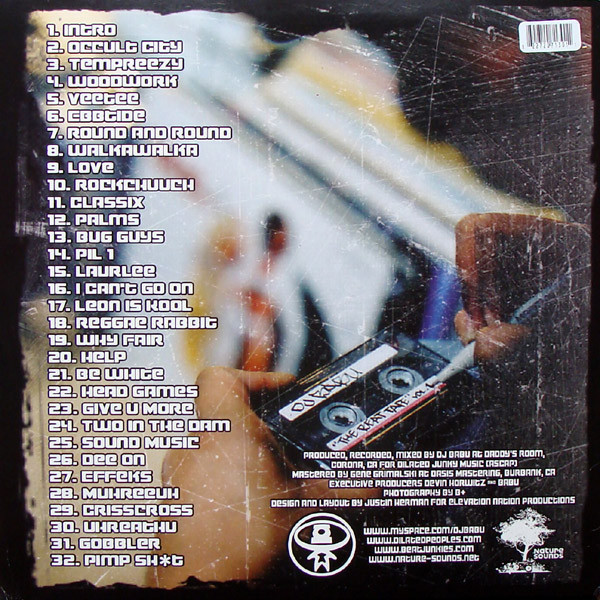 1. INTRO
2. OCCULT CITY
3. TEMPREEZY
4. WOODWORK
5. VEETEE
6. EBBTIDE
7. ROUND AND ROUND
8. WALKAWALKA
9. LOVE
10. ROCKCHUUCH
11. CLASSIX
12. PALMS
13. BUG GUYS
14. PIL 1
15. LAURLEE
16. I CAN'T GO ON
17. LEON IS KOOL
18. REGGAE RABBIT
19. WHY FAIR
20. HELP
21. BE WHITE
22. HEAD GAMES
23. GIVE U MORE
24. TWO IN THE DAM
25. SOUND MUSIC
26. DEE ON
27. EFFEKS
28. MUHREEUH
29. CRISSCROSS
30. UHREATHU
31. GOBBLER
32. PIMP SH*T
DJ BABU
THE BEAT TAPE VOL
PRODUCED, RECORDED, MIXED BY DJ BABU AT DADDY'S ROOM,
CORONA, CA FOR DILATED JUNKY MUSIC (ASCAP)
MASTERED BY GENE GRIMALSKI AT OASIS MASTERING, BURBANK, CA
EXECUTIVE PRODUCERS DEVIN HORWITZ AND BABU
PHOTOGRAPHY BY B+
DESIGN AND LAYOUT BY JUSTIN HERMAN FOR ELEVATION NATION PRODUCTIONS
WWW.MYSPACE.COM/DJBABU
WWW.DILATEDPEOPLES.COM
WWW.BEATJUNKIES.COM
WWW.NATURE-SOUNDS.NET
Nature
Sounds